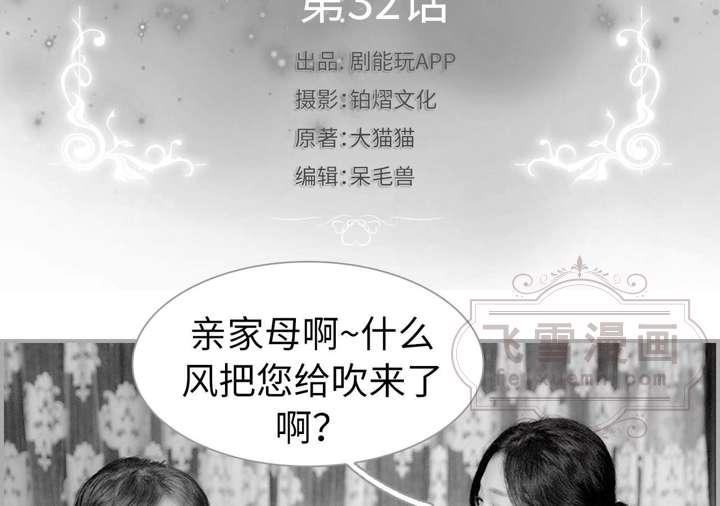 第32话
出品：剧能玩APP
摄影：铂熠文化
原著：大猫猫
编辑：呆毛兽
亲家母啊~什么
风把您给吹来了
啊？
飞雪漫画
feixuemh.com